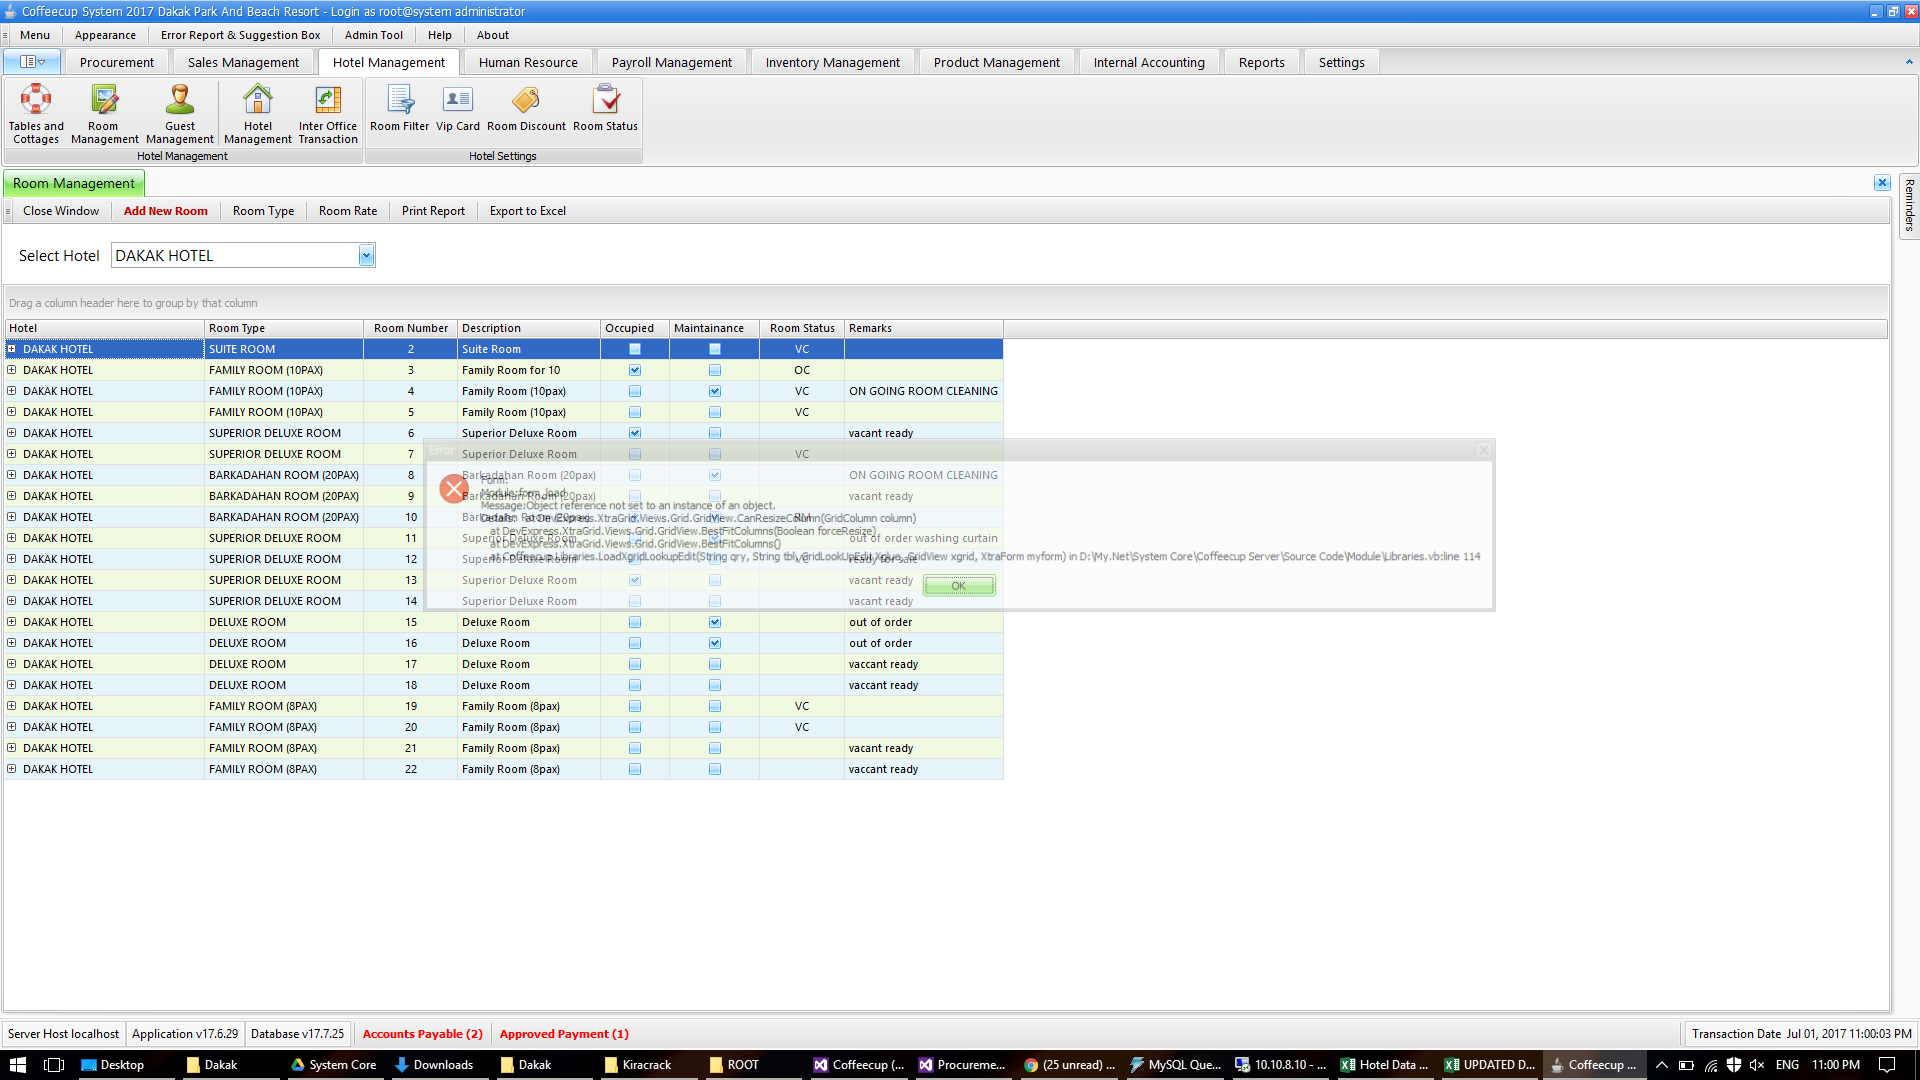 Coffeecup System 2017 Dakak Park And Beach Resort - Login as root@system administrator
Menu Appearance Error Report & Suggestion Box Admin Tool Help About
Procurement Sales Management Hotel Management Human Resource Payroll Management Inventory Management Product Management Internal Accounting Reports Settings
Tables and Cottages Room Management Guest Management Hotel Management Inter Office Transaction Room Filter Vip Card Room Discount Room Status
Hotel Management Hotel Settings
Room Management
Reminders
Close Window Add New Room Room Type Room Rate Print Report Export to Excel
Select Hotel DAKAK HOTEL
Drag a column header here to group by that column
Hotel Room Type Room Number Description Occupied Maintainance Room Status Remarks
DAKAK HOTEL SUITE ROOM 2 Suite Room VC
DAKAK HOTEL FAMILY ROOM (10PAX) 3 Family Room for 10 OC
DAKAK HOTEL FAMILY ROOM (10PAX) 4 Family Room (10pax) VC ON GOING ROOM CLEANING
DAKAK HOTEL FAMILY ROOM (10PAX) 5 Family Room (10pax) VC
DAKAK HOTEL SUPERIOR DELUXE ROOM 6 Superior Deluxe Room vacant ready
DAKAK HOTEL SUPERIOR DELUXE ROOM 7 Superior Deluxe Room VC
DAKAK HOTEL BARKADAHAN ROOM (20PAX) 8 Barkadahan Room (20pax) ON GOING ROOM CLEANING
DAKAK HOTEL BARKADAHAN ROOM (20PAX) 9 Barkadahan Room (20pax) vacant ready
DAKAK HOTEL BARKADAHAN ROOM (20PAX) 10 Barkadahan Room (20pax) RM
DAKAK HOTEL SUPERIOR DELUXE ROOM 11 Superior Deluxe Room out of order washing curtain
DAKAK HOTEL SUPERIOR DELUXE ROOM 12 Superior Deluxe Room VC ready for sale
DAKAK HOTEL SUPERIOR DELUXE ROOM 13 Superior Deluxe Room vacant ready
DAKAK HOTEL SUPERIOR DELUXE ROOM 14 Superior Deluxe Room vacant ready
DAKAK HOTEL DELUXE ROOM 15 Deluxe Room out of order
DAKAK HOTEL DELUXE ROOM 16 Deluxe Room out of order
DAKAK HOTEL DELUXE ROOM 17 Deluxe Room vaccant ready
DAKAK HOTEL DELUXE ROOM 18 Deluxe Room vaccant ready
DAKAK HOTEL FAMILY ROOM (8PAX) 19 Family Room (8pax) VC
DAKAK HOTEL FAMILY ROOM (8PAX) 20 Family Room (8pax) VC
DAKAK HOTEL FAMILY ROOM (8PAX) 21 Family Room (8pax) vacant ready
DAKAK HOTEL FAMILY ROOM (8PAX) 22 Family Room (8pax) vaccant ready
Error
Form:
Module:form_load
Message:Object reference not set to an instance of an object.
Details: at DevExpress.XtraGrid.Views.Grid.GridView.CanResizeColumn(GridColumn column)
at DevExpress.XtraGrid.Views.Grid.GridView.BestFitColumns(Boolean forceResize)
at DevExpress.XtraGrid.Views.Grid.GridView.BestFitColumns()
at Coffeecup.Libraries.LoadXgridLookupEdit(String qry, String tbl, GridLookUpEdit Xglue, GridView xgrid, XtraForm myform) in D:\My.Net\System Core\Coffeecup Server\Source Code\Module\Libraries.vb:line 114
OK
Server Host localhost Application v17.6.29 Database v17.7.25 Accounts Payable (2) Approved Payment (1) Transaction Date Jul 01, 2017 11:00:03 PM
Desktop Dakak System Core Downloads Dakak Kiracrack ROOT Coffeecup (... Procureme... (25 unread) ... MySQL Que... 10.10.8.10 - ... Hotel Data ... UPDATED D... Coffeecup ... ENG 11:00 PM